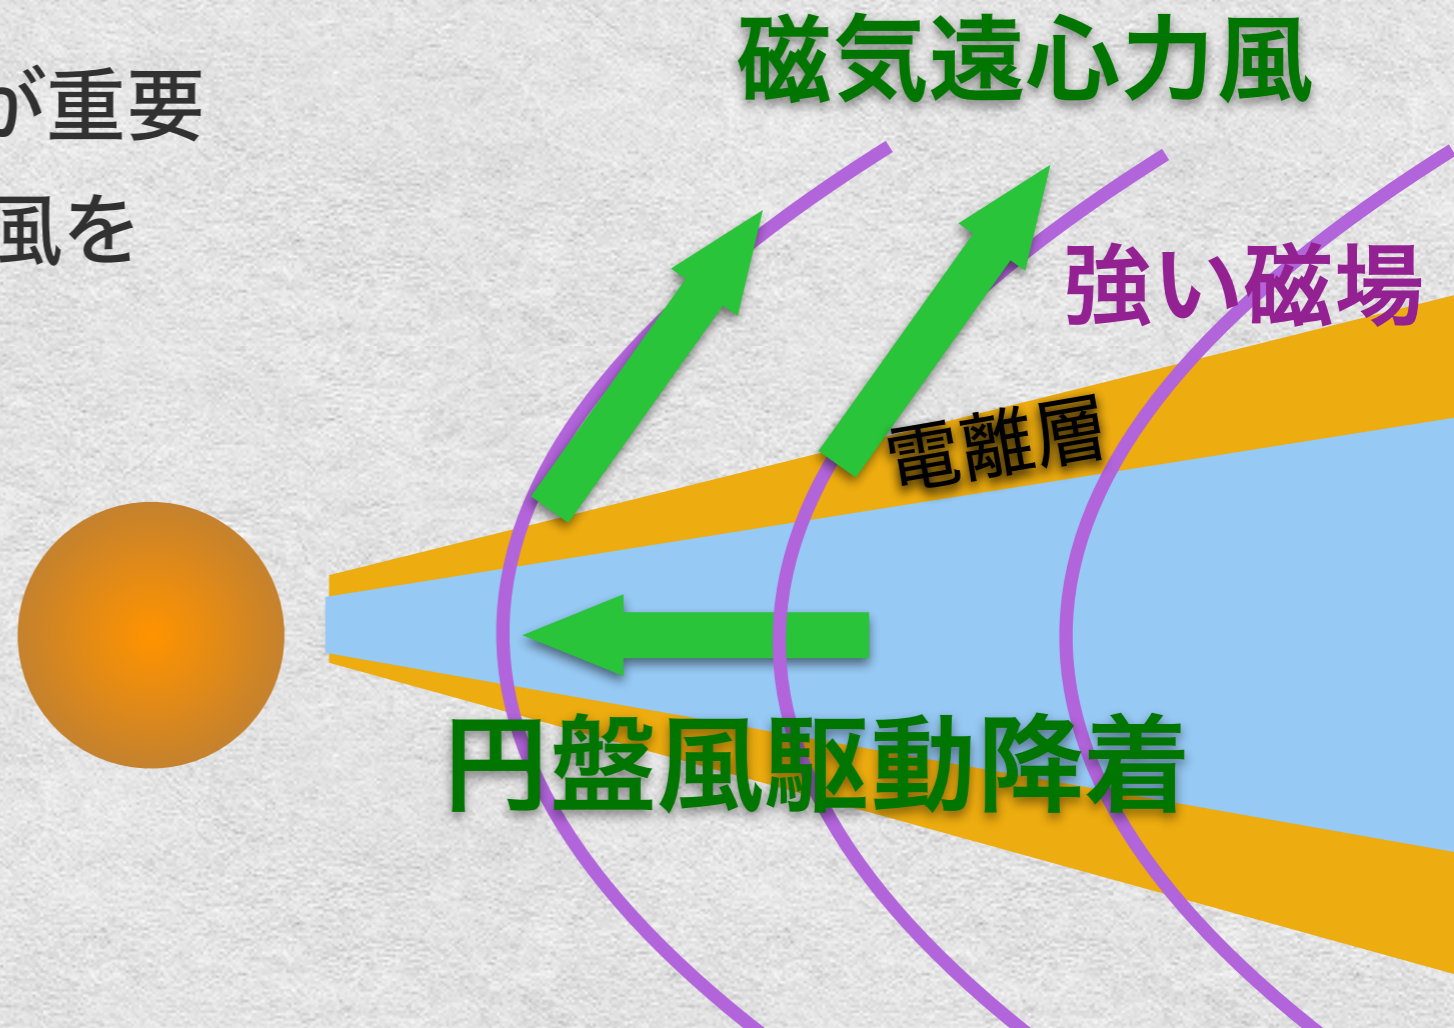 磁気遠心力風
が重要
風を
強い磁場
電離層
円盤風駆動降着